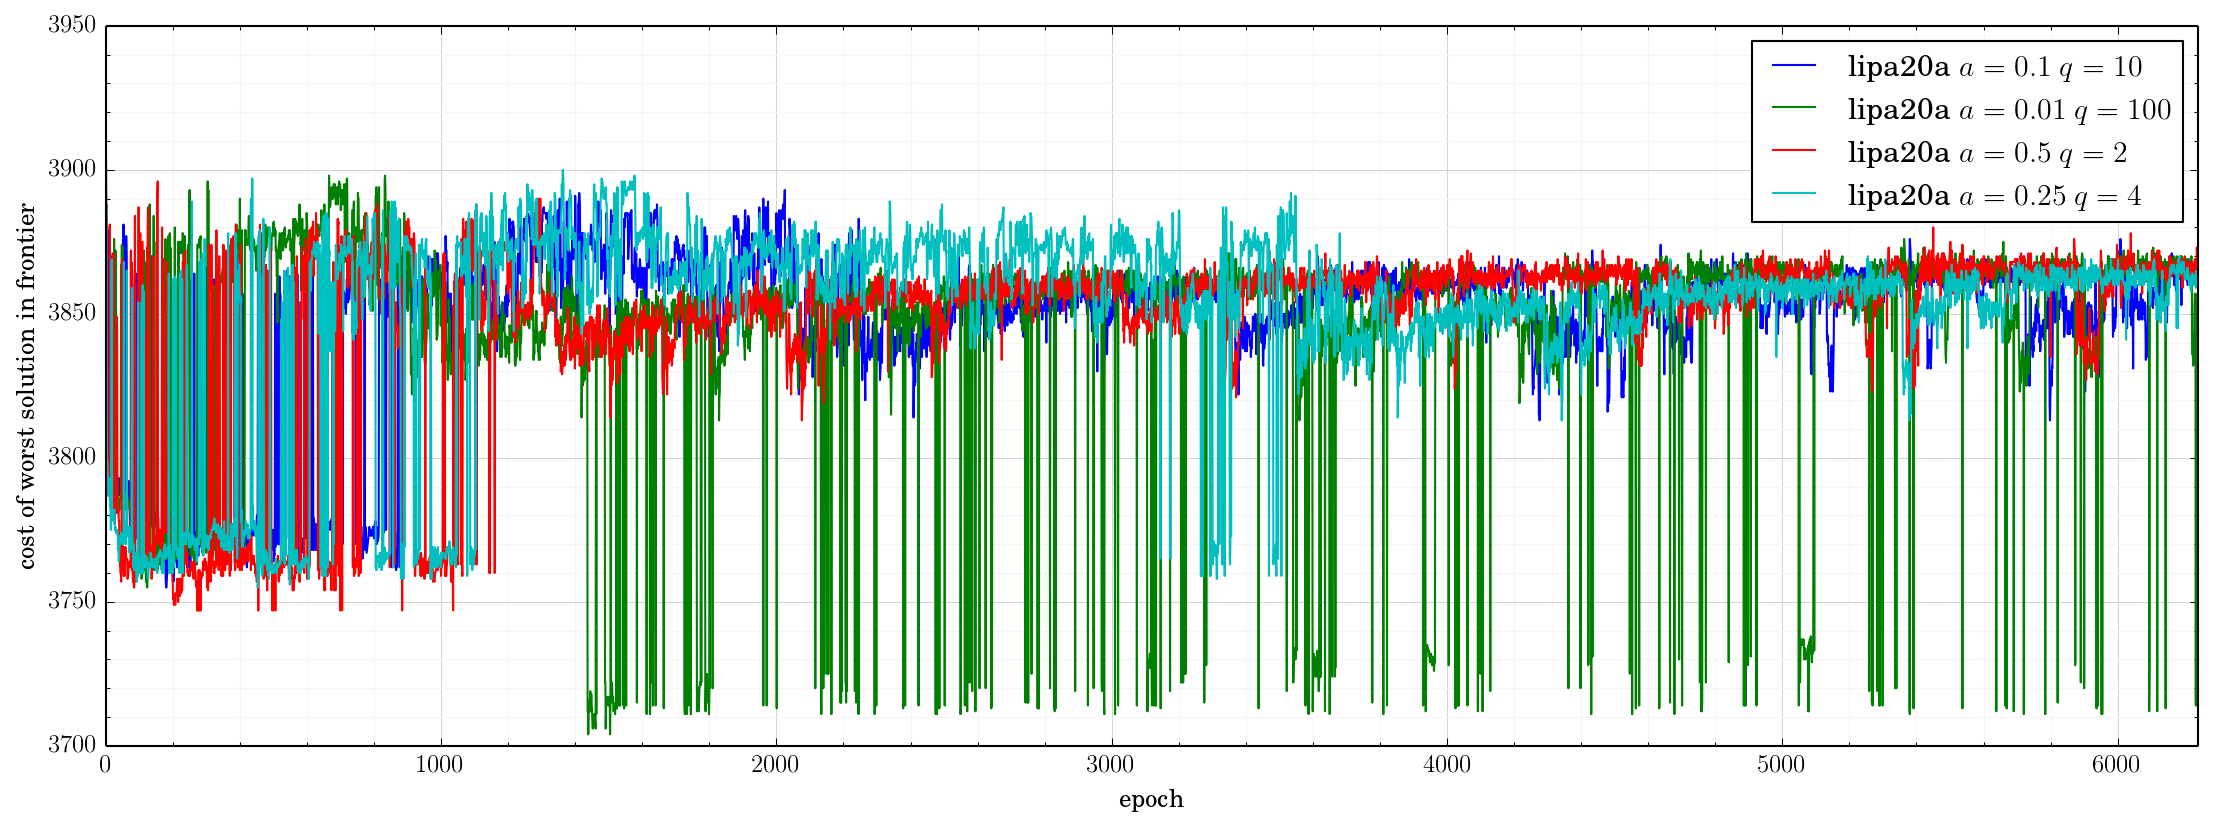 3950
3900
3850
3800
3750
3700
cost of worst solution in frontier
0 1000 2000 3000 4000 5000 6000
epoch
lipa20a a = 0.1 q = 10
lipa20a a = 0.01 q = 100
lipa20a a = 0.5 q = 2
lipa20a a = 0.25 q = 4